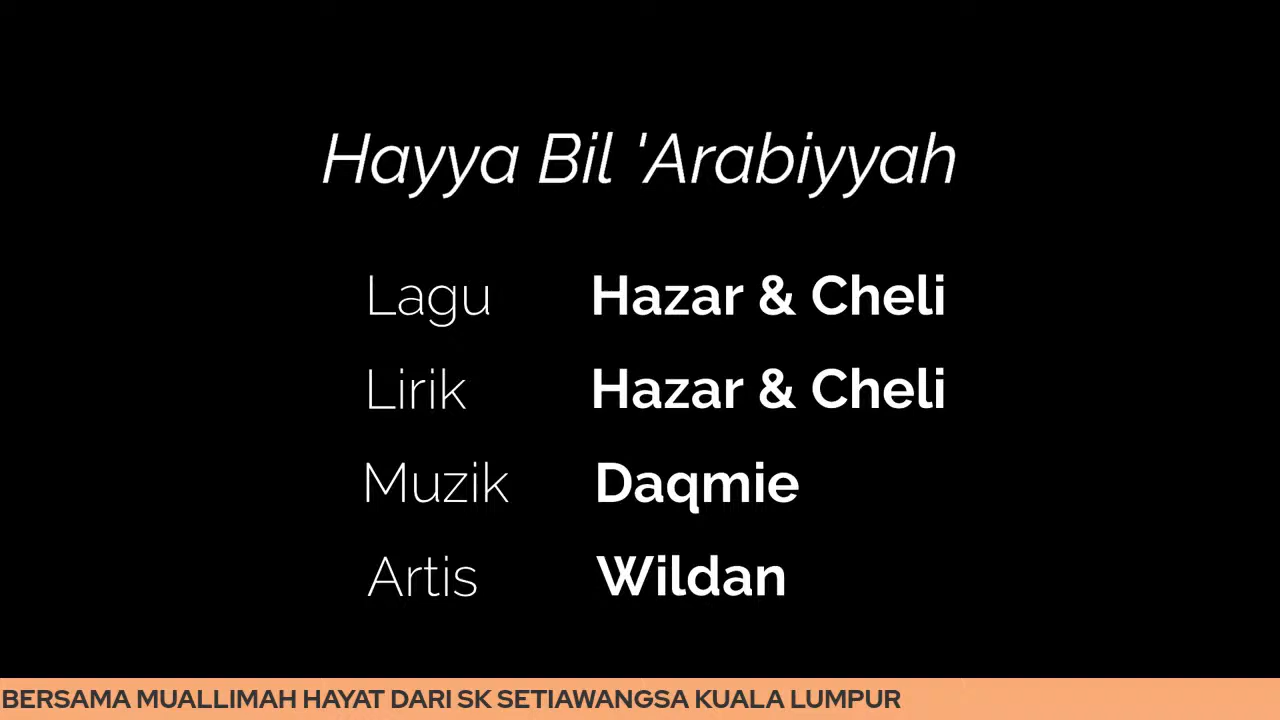 Hayya Bil 'Arabiyyah
Lagu Hazar & Cheli
Lirik Hazar & Cheli
Muzik Daqmie
Artis Wildan
BERSAMA MUALLIMAH HAYAT DARI SK SETIAWANGSA KUALA LUMPUR